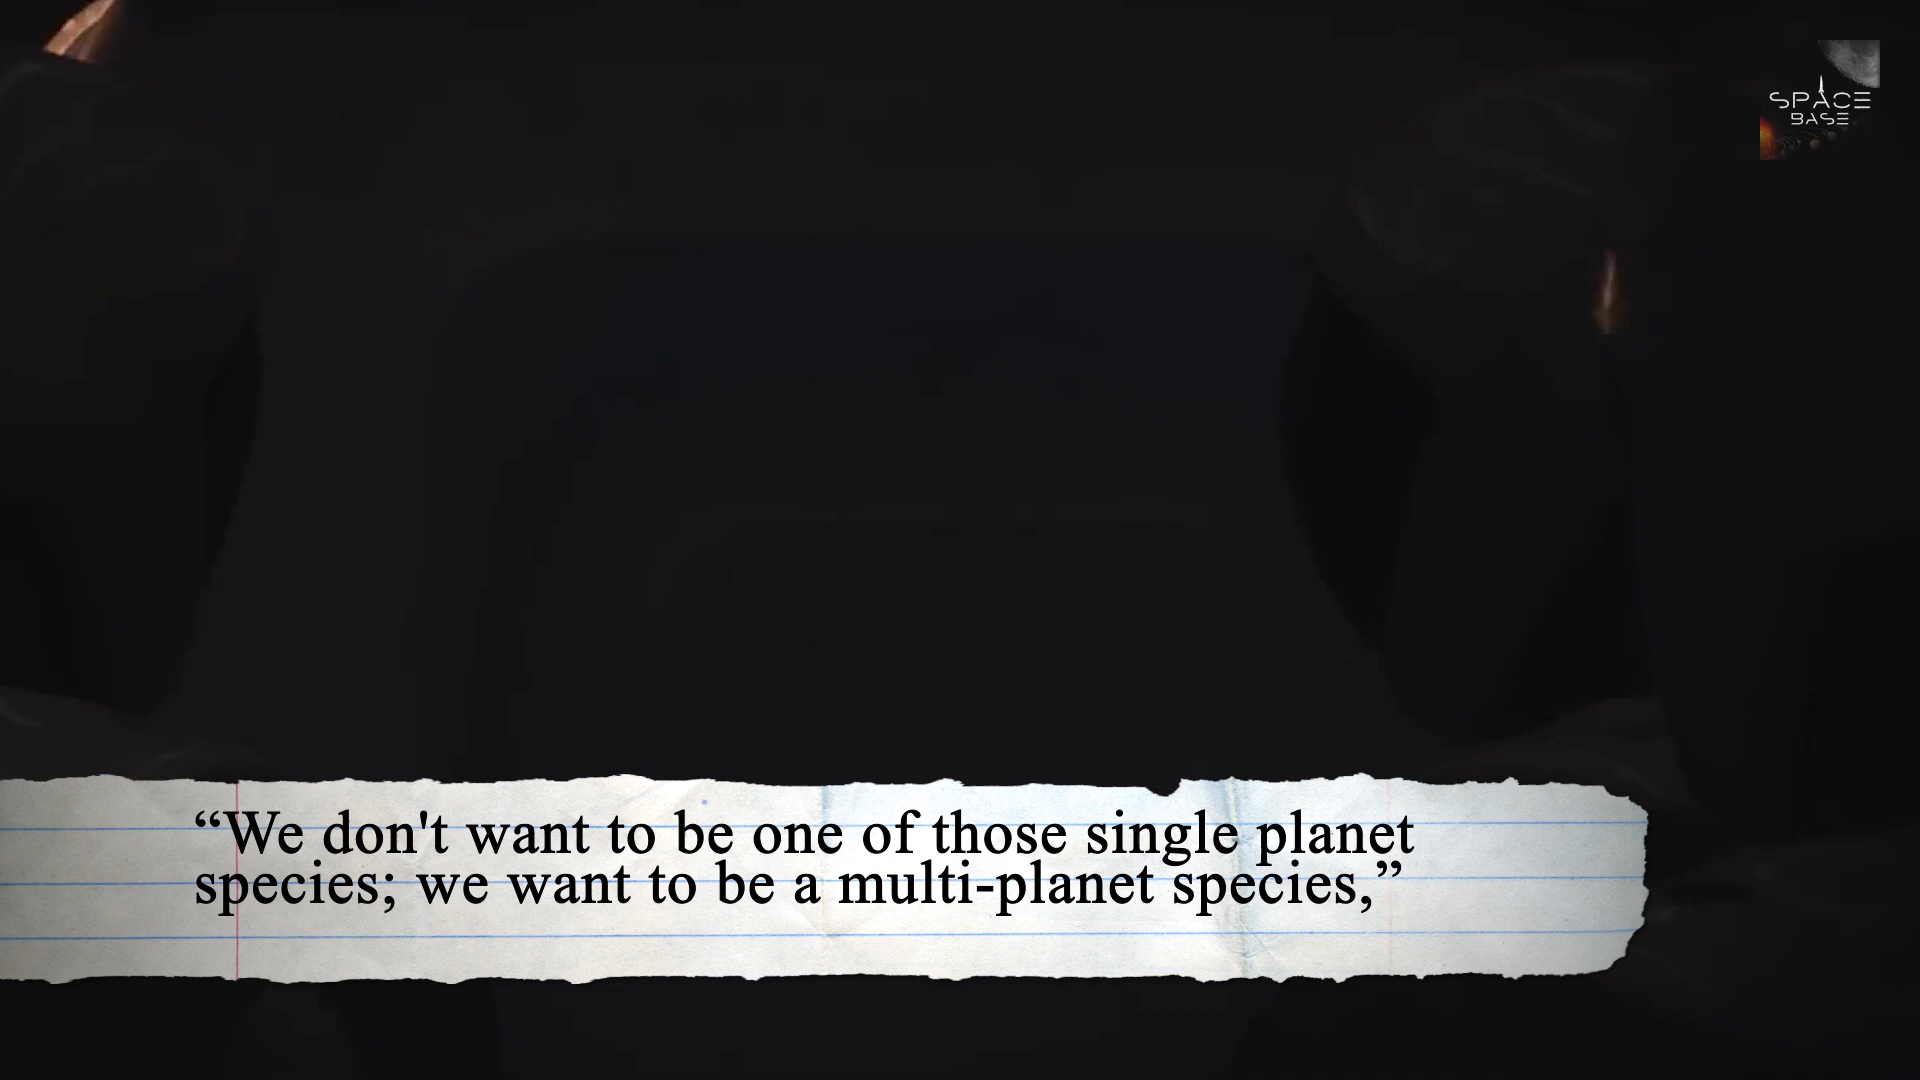 SPACE
BASE
“We don't want to be one of those single planet
species; we want to be a multi-planet species,”